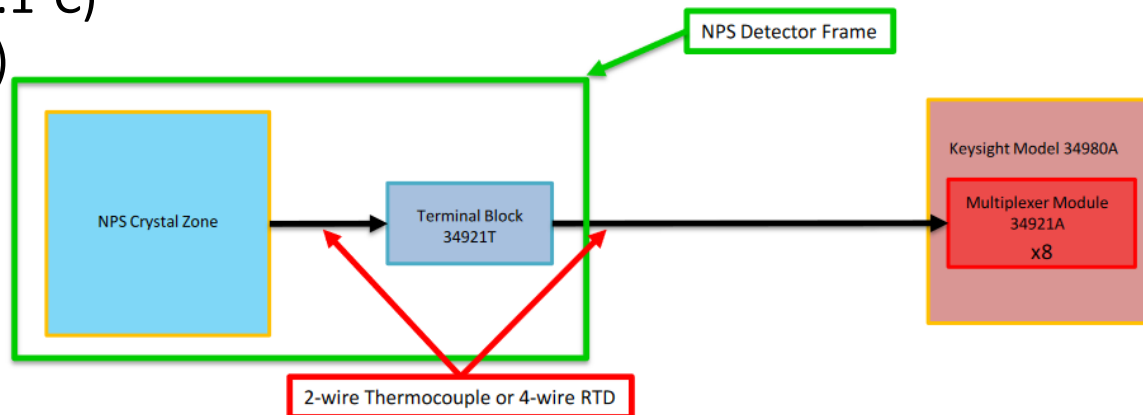 .1°C)
)
NPS Detector Frame
Keysight Model 34980A
NPS Crystal Zone
Terminal Block
34921T
Multiplexer Module
34921A
x8
2-wire Thermocouple or 4-wire RTD